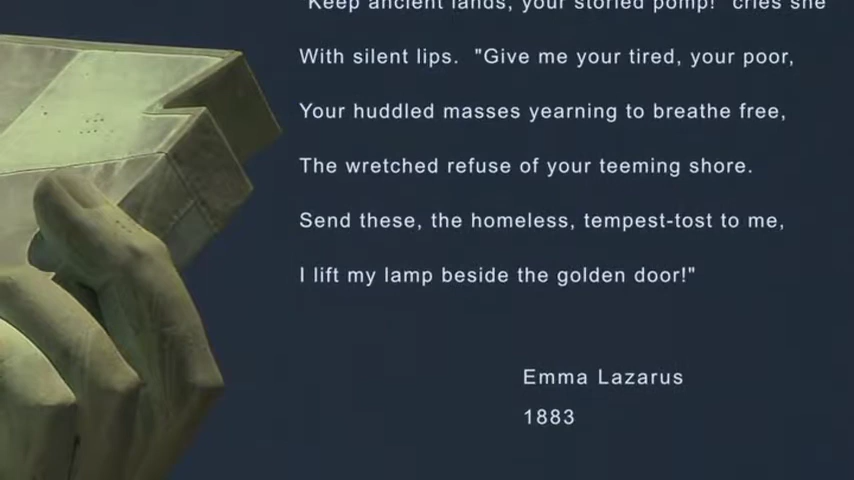 "Keep ancient lands, your storied pomp!" cries she
With silent lips. "Give me your tired, your poor,
Your huddled masses yearning to breathe free,
The wretched refuse of your teeming shore.
Send these, the homeless, tempest-tost to me,
I lift my lamp beside the golden door!"
Emma Lazarus
1883